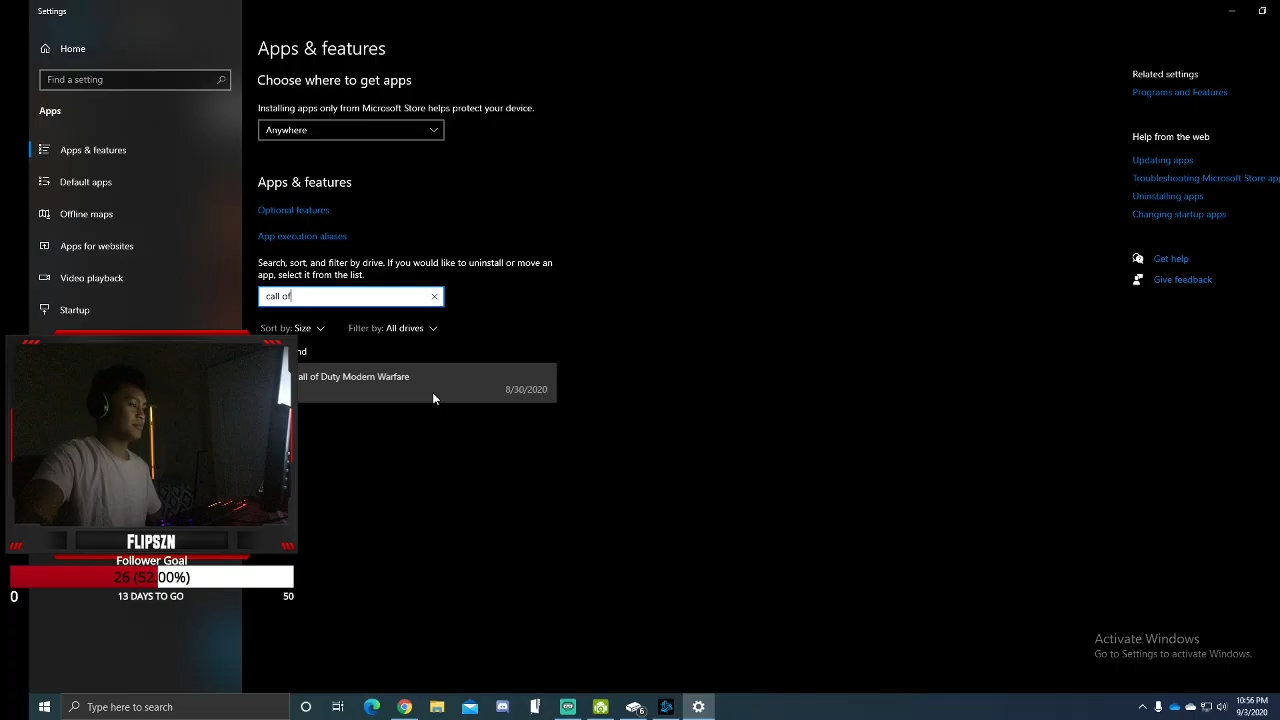 Settings
Home
Find a setting
Apps
Apps & features
Default apps
Offline maps
Apps for websites
Video playback
Startup
Apps & features
Choose where to get apps
Installing apps only from Microsoft Store helps protect your device.
Anywhere
Apps & features
Optional features
App execution aliases
Search, sort, and filter by drive. If you would like to uninstall or move an
app, select it from the list.
call of
Sort by: Size
Filter by: All drives
nd
all of Duty Modern Warfare
8/30/2020
Related settings
Programs and Features
Help from the web
Updating apps
Troubleshooting Microsoft Store ap
Uninstalling apps
Changing startup apps
Get help
Give feedback
FLIPSZN
Follower Goal
26 (52.00%)
0
13 DAYS TO GO
50
Activate Windows
Go to Settings to activate Windows.
Type here to search
6
10:56 PM
9/3/2020